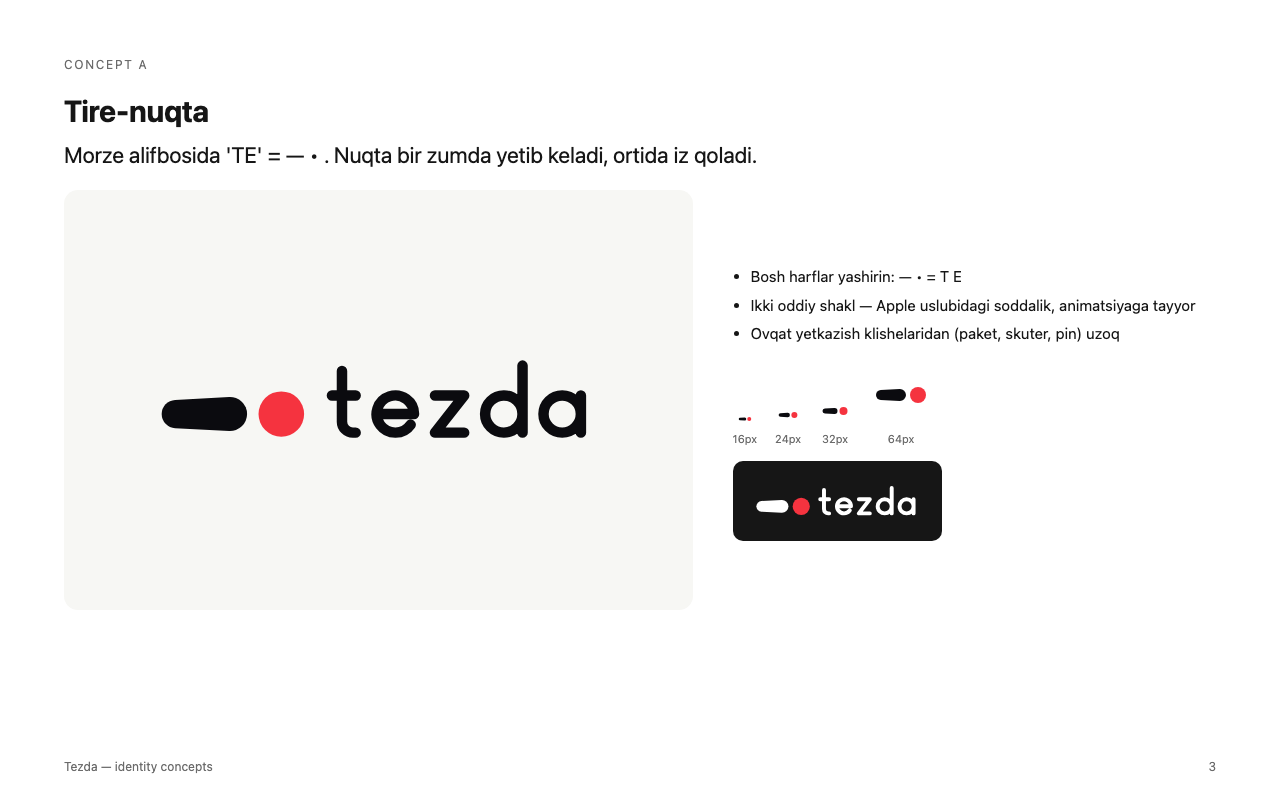 CONCEPT A
Tire-nuqta
Morze alifbosida 'TE' = — • . Nuqta bir zumda yetib keladi, ortida iz qoladi.
tezda
• Bosh harflar yashirin: — • = T E
• Ikki oddiy shakl — Apple uslubidagi soddalik, animatsiyaga tayyor
• Ovqat yetkazish klishelaridan (paket, skuter, pin) uzoq
16px 24px 32px 64px
tezda
Tezda — identity concepts
3